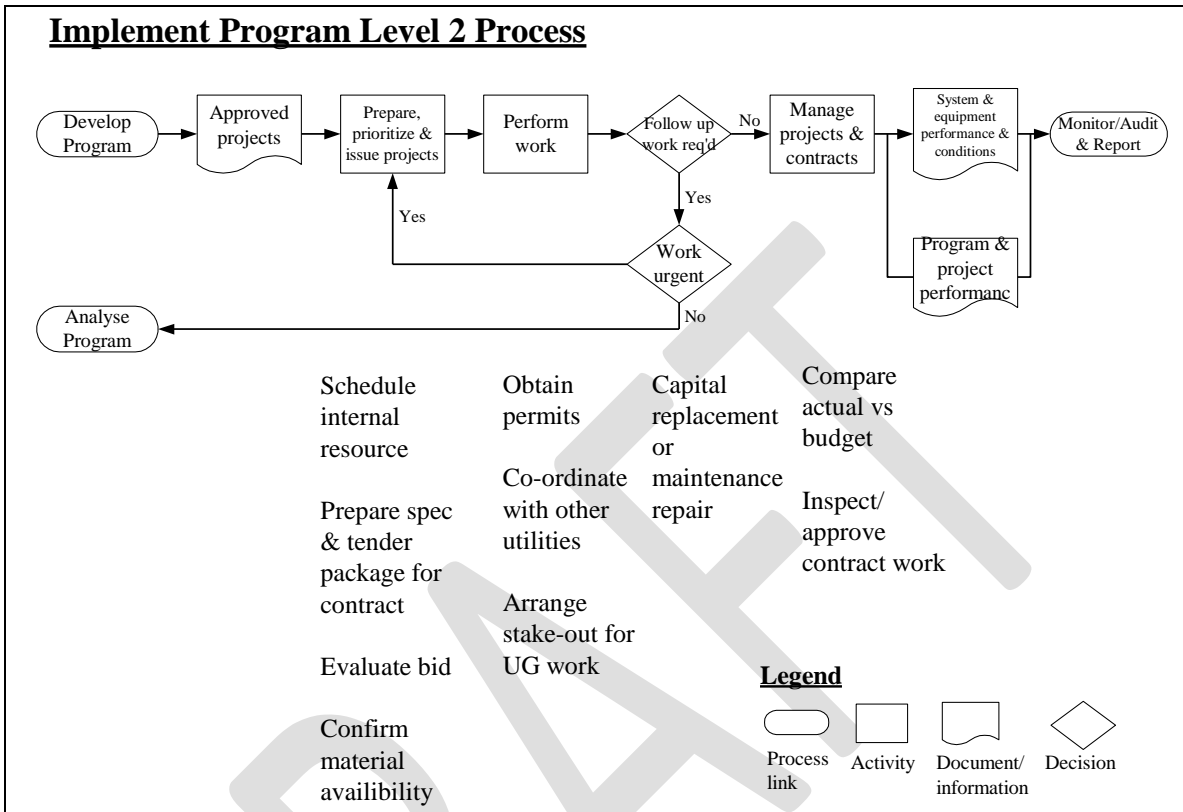 Implement Program Level 2 Process
Develop
Program
Approved
projects
Prepare,
prioritize &
issue projects
Perform
work
Follow up
work req'd
No
Manage
projects &
contracts
System &
equipment
performance &
conditions
Monitor/Audit
& Report
Yes
Yes
Work
urgent
Program &
project
performanc
No
Analyse
Program
Schedule
internal
resource
Prepare spec
& tender
package for
contract
Evaluate bid
Confirm
material
availibility
Obtain
permits
Co-ordinate
with other
utilities
Arrange
stake-out for
UG work
Capital
replacement
or
maintenance
repair
Compare
actual vs
budget
Inspect/
approve
contract work
Legend
Process
link
Activity
Document/
information
Decision
DRAFT